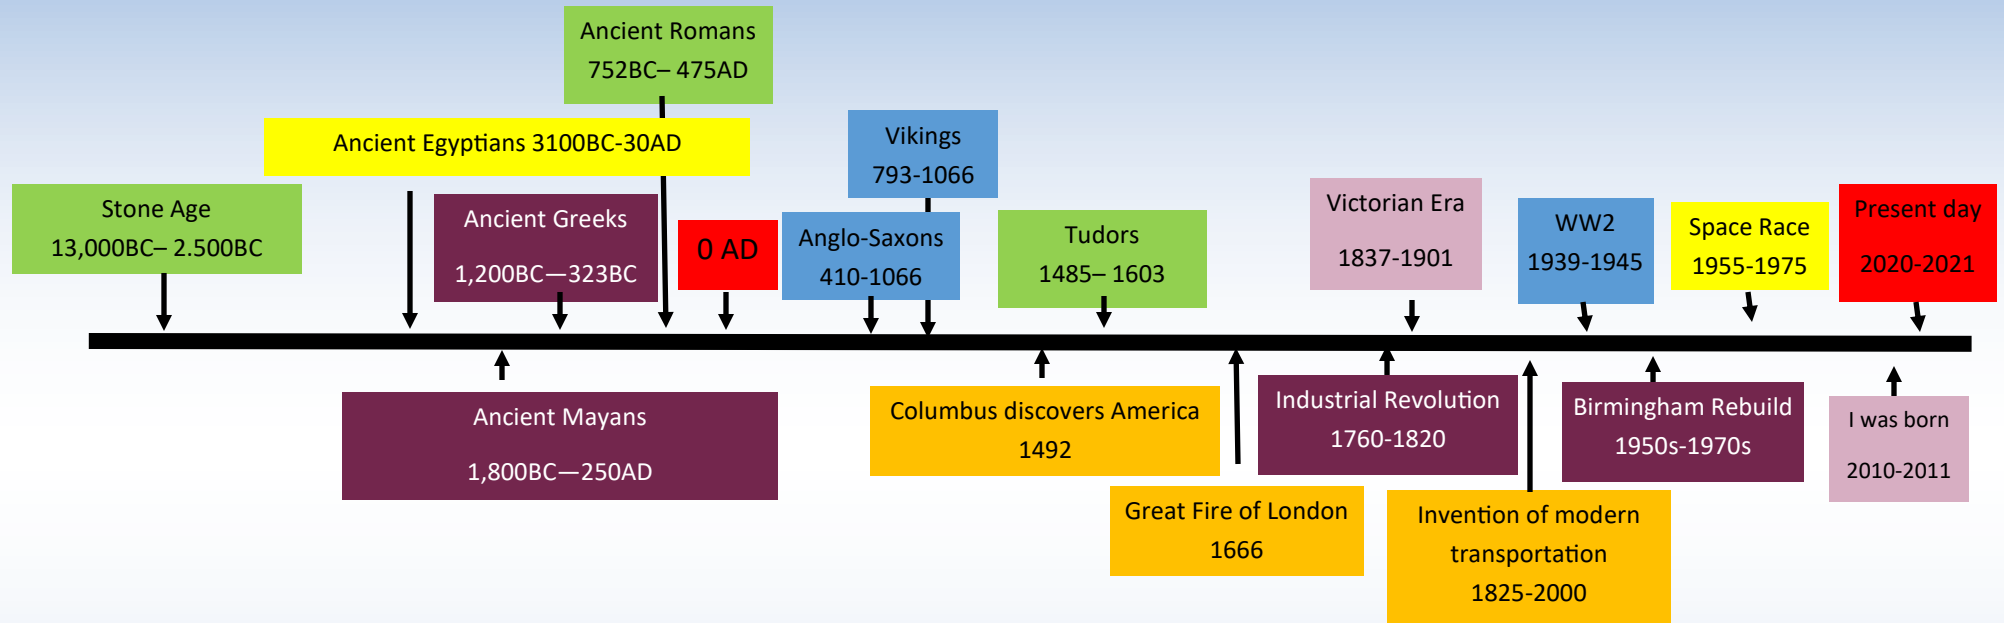 Ancient Romans
752BC– 475AD
Ancient Egyptians 3100BC-30AD
Stone Age
13,000BC– 2.500BC
Ancient Greeks
1,200BC—323BC
0 AD
Vikings
793-1066
Anglo-Saxons
410-1066
Tudors
1485– 1603
Victorian Era
1837-1901
WW2
1939-1945
Space Race
1955-1975
Present day
2020-2021
Ancient Mayans
1,800BC—250AD
Columbus discovers America
1492
Great Fire of London
1666
Industrial Revolution
1760-1820
Invention of modern
transportation
1825-2000
Birmingham Rebuild
1950s-1970s
I was born
2010-2011